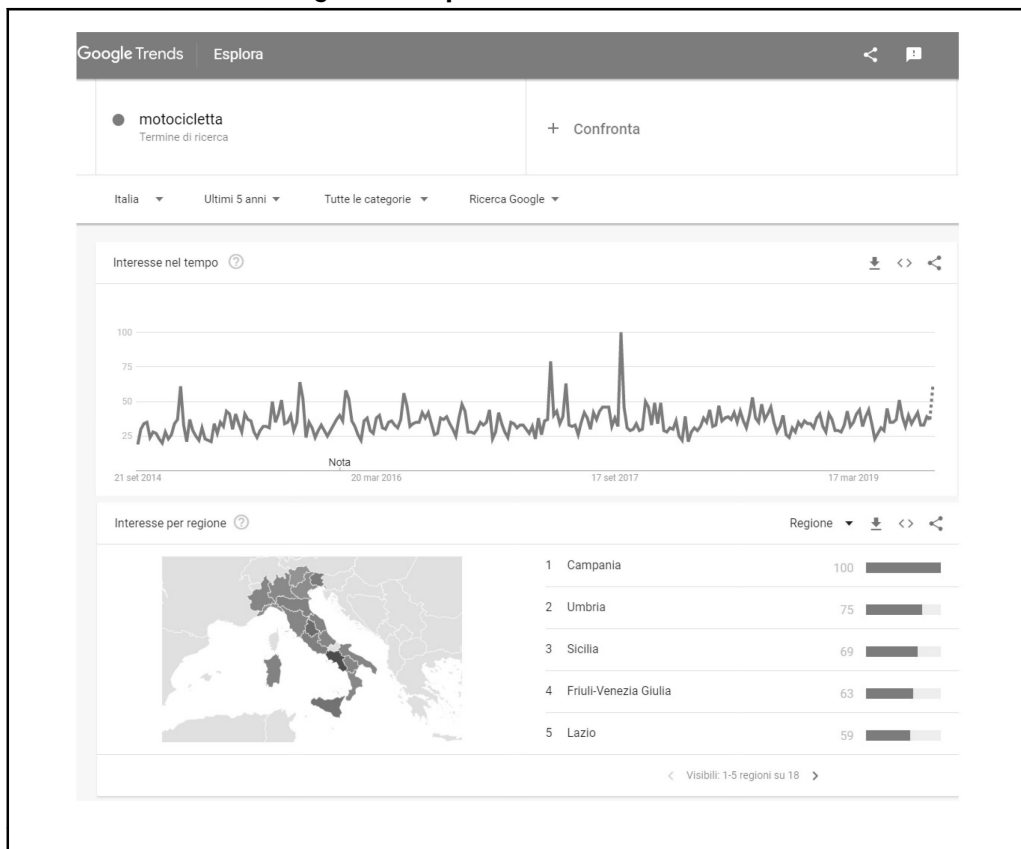 Google Trends Esplora
motocicletta
Termine di ricerca
+ Confronta
Italia Ultimi 5 anni Tutte le categorie Ricerca Google
Interesse nel tempo
100
75
50
25
Nota
21 set 2014 20 mar 2016 17 set 2017 17 mar 2019
Interesse per regione Regione
1 Campania 100
2 Umbria 75
3 Sicilia 69
4 Friuli-Venezia Giulia 63
5 Lazio 59
Visibili: 1-5 regioni su 18